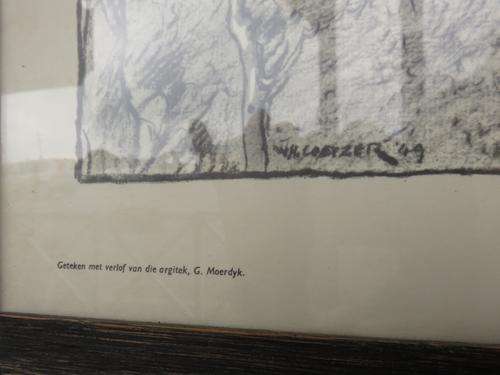 W.H.COETZER '49
Geteken met verlof van die argitek, G. Moerdyk.